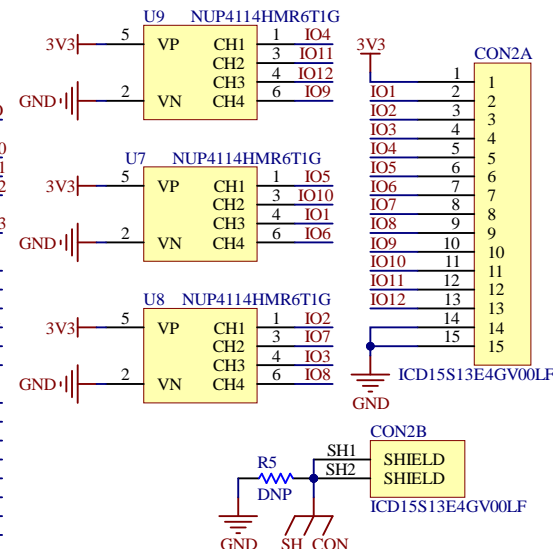 U9 NUP4114HMR6T1G
3V3 5 VP CH1 1 IO4
CH2 3 IO11
CH3 4 IO12
GND 2 VN CH4 6 IO9
U7 NUP4114HMR6T1G
3V3 5 VP CH1 1 IO5
CH2 3 IO10
CH3 4 IO1
GND 2 VN CH4 6 IO6
U8 NUP4114HMR6T1G
3V3 5 VP CH1 1 IO2
CH2 3 IO7
CH3 4 IO3
GND 2 VN CH4 6 IO8
3V3
CON2A
1 1
IO1 2 2
IO2 3 3
IO3 4 4
IO4 5 5
IO5 6 6
IO6 7 7
IO7 8 8
IO8 9 9
IO9 10 10
IO10 11 11
IO11 12 12
IO12 13 13
14 14
15 15
ICD15S13E4GV00LF
GND
CON2B
SH1 SHIELD
SH2 SHIELD
ICD15S13E4GV00LF
R5
DNP
GND SH_CON